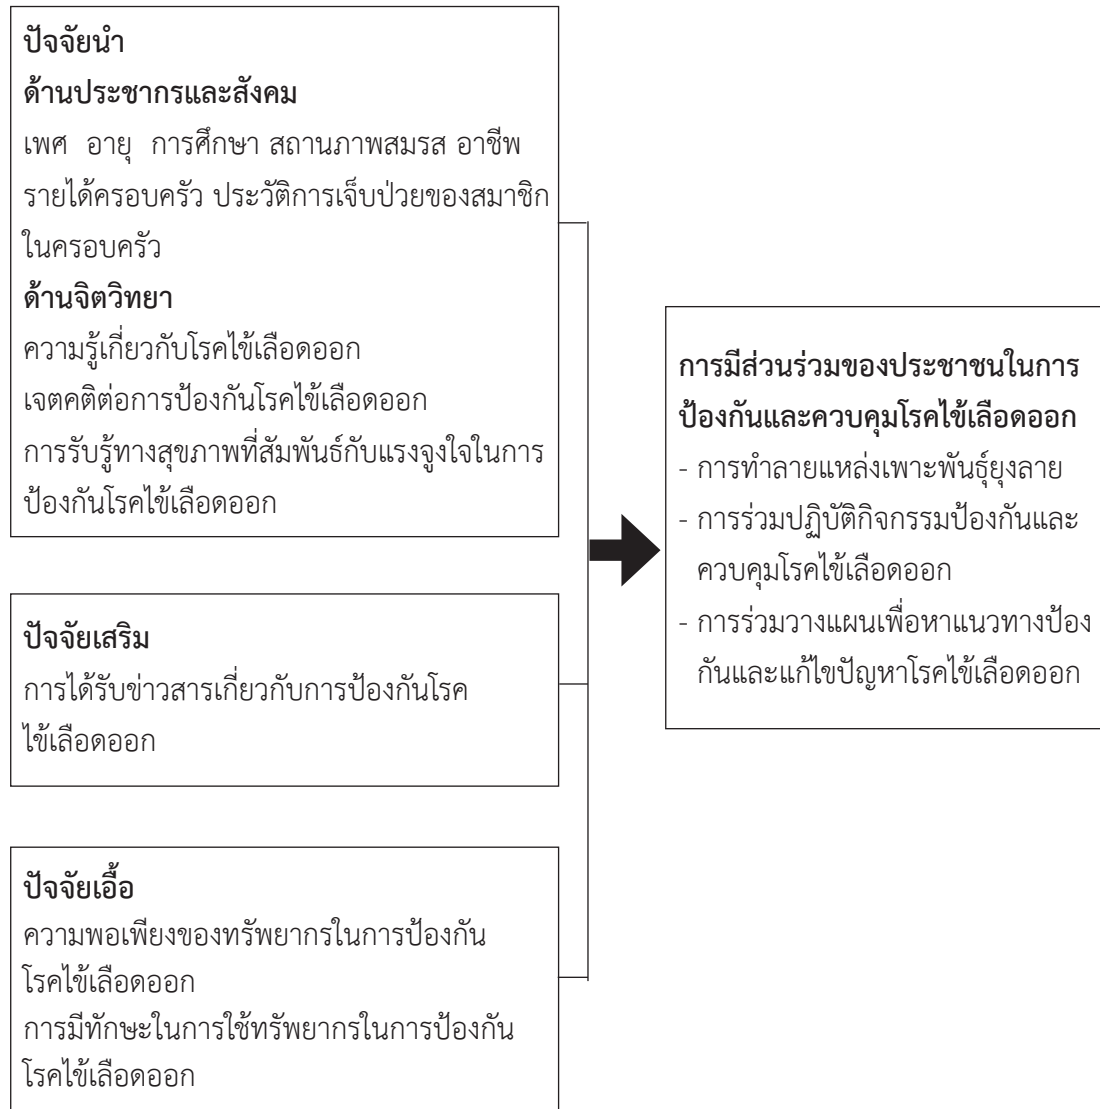 ปัจจัยนำ
ด้านประชากรและสังคม
เพศ อายุ การศึกษา สถานภาพสมรส อาชีพ
รายได้ครอบครัว ประวัติการเจ็บป่วยของสมาชิก
ในครอบครัว
ด้านจิตวิทยา
ความรู้เกี่ยวกับโรคไข้เลือดออก
เจตคติต่อการป้องกันโรคไข้เลือดออก
การรับรู้ทางสุขภาพที่สัมพันธ์กับแรงจูงใจในการ
ป้องกันโรคไข้เลือดออก
ปัจจัยเสริม
การได้รับข่าวสารเกี่ยวกับการป้องกันโรค
ไข้เลือดออก
ปัจจัยเอื้อ
ความพอเพียงของทรัพยากรในการป้องกัน
โรคไข้เลือดออก
การมีทักษะในการใช้ทรัพยากรในการป้องกัน
โรคไข้เลือดออก
การมีส่วนร่วมของประชาชนในการ
ป้องกันและควบคุมโรคไข้เลือดออก
- การทำลายแหล่งเพาะพันธุ์ยุงลาย
- การร่วมปฏิบัติกิจกรรมป้องกันและ
ควบคุมโรคไข้เลือดออก
- การร่วมวางแผนเพื่อหาแนวทางป้อง
กันและแก้ไขปัญหาโรคไข้เลือดออก